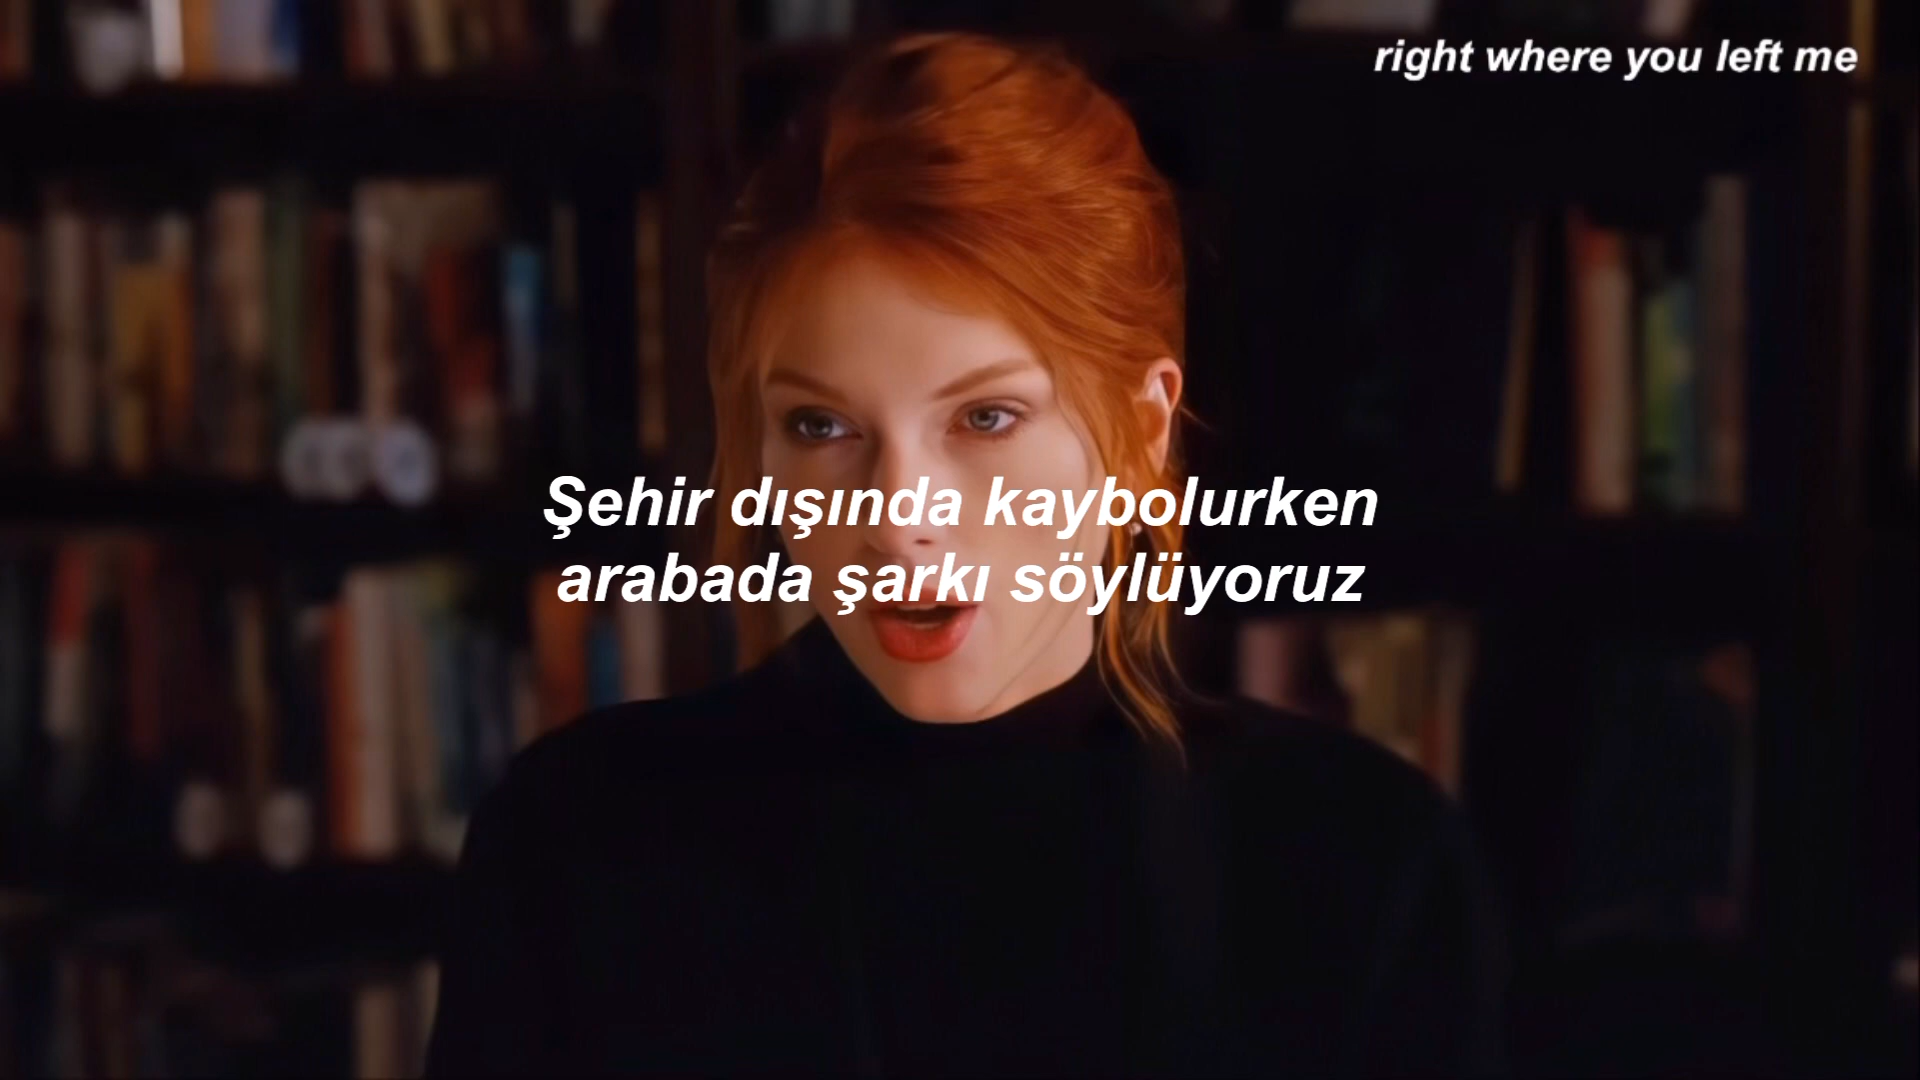 right where you left me
Şehir dışında kaybolurken
arabada şarkı söylüyoruz